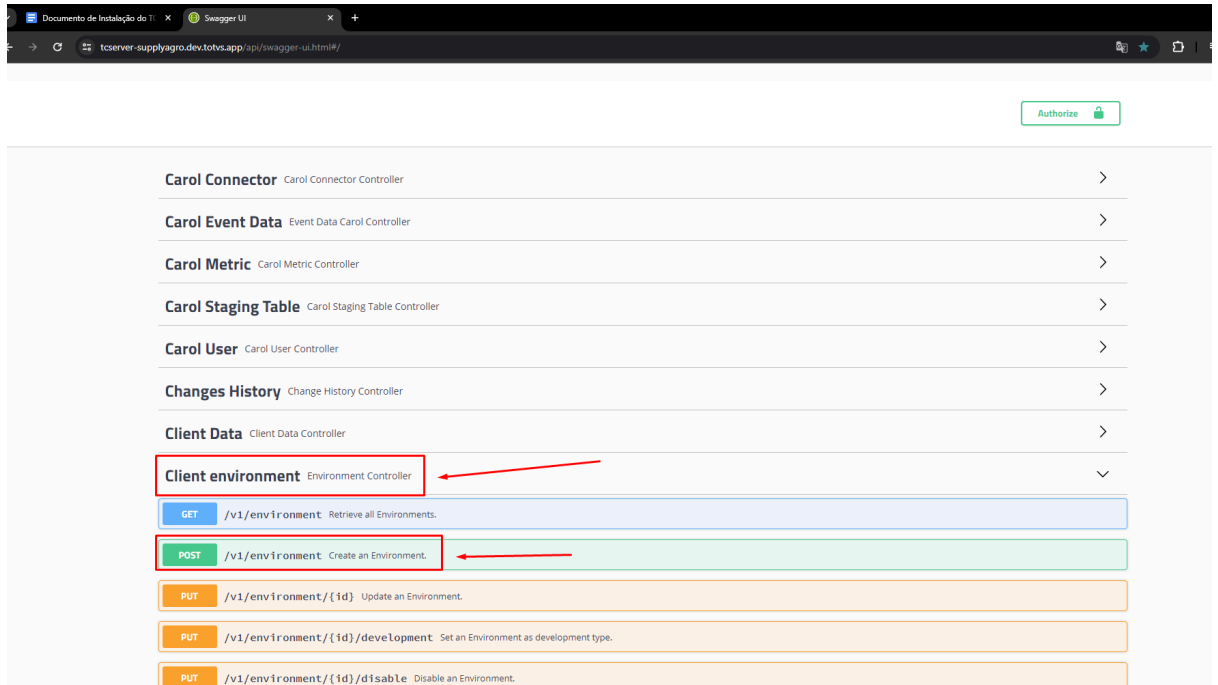 Documento de Instalação do T
Swagger UI
tcserver-supplyagro.dev.totvs.app/api/swagger-ui.html#/
Authorize
Carol Connector Carol Connector Controller
Carol Event Data Event Data Carol Controller
Carol Metric Carol Metric Controller
Carol Staging Table Carol Staging Table Controller
Carol User Carol User Controller
Changes History Change History Controller
Client Data Client Data Controller
Client environment Environment Controller
GET /v1/environment Retrieve all Environments.
POST /v1/environment Create an Environment.
PUT /v1/environment/{id} Update an Environment.
PUT /v1/environment/{id}/development Set an Environment as development type.
PUT /v1/environment/{id}/disable Disable an Environment.